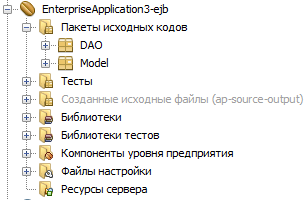 EnterpriseApplication3-ejb
Пакеты исходных кодов
DAO
Model
Тесты
Созданные исходные файлы (ap-source-output)
Библиотеки
Библиотеки тестов
Компоненты уровня предприятия
Файлы настройки
Ресурсы сервера